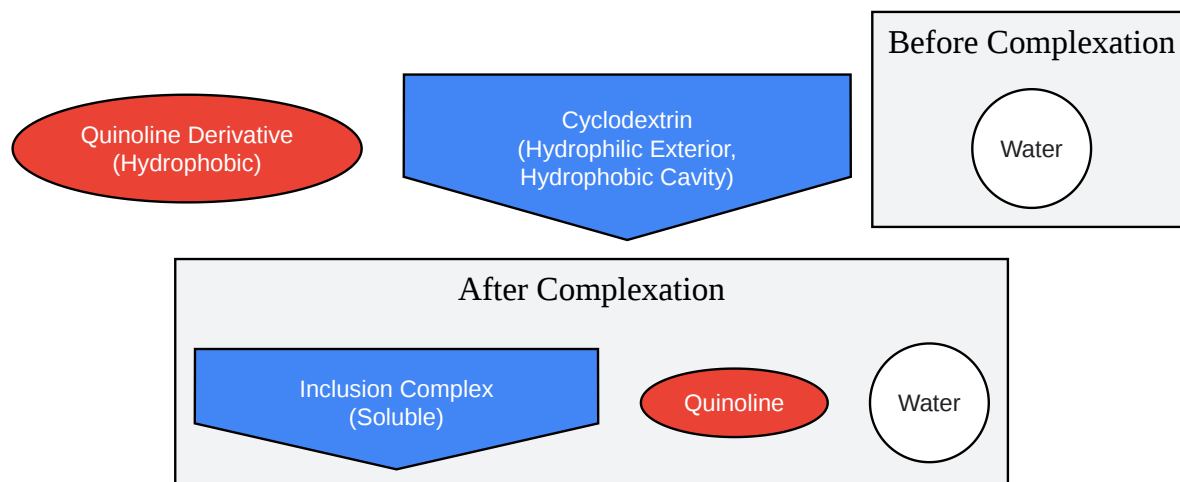 Before Complexation
Quinoline Derivative
(Hydrophobic)
Cyclodextrin
(Hydrophilic Exterior,
Hydrophobic Cavity)
Water
After Complexation
Inclusion Complex
(Soluble)
Quinoline
Water